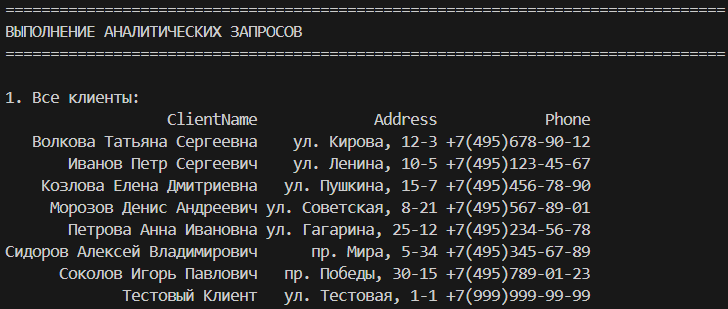 ================================================================================
ВЫПОЛНЕНИЕ АНАЛИТИЧЕСКИХ ЗАПРОСОВ
================================================================================
1. Все клиенты:
ClientName Address Phone
Волкова Татьяна Сергеевна ул. Кирова, 12-3 +7(495)678-90-12
Иванов Петр Сергеевич ул. Ленина, 10-5 +7(495)123-45-67
Козлова Елена Дмитриевна ул. Пушкина, 15-7 +7(495)456-78-90
Морозов Денис Андреевич ул. Советская, 8-21 +7(495)567-89-01
Петрова Анна Ивановна ул. Гагарина, 25-12 +7(495)234-56-78
Сидоров Алексей Владимирович пр. Мира, 5-34 +7(495)345-67-89
Соколов Игорь Павлович пр. Победы, 30-15 +7(495)789-01-23
Тестовый Клиент ул. Тестовая, 1-1 +7(999)999-99-99